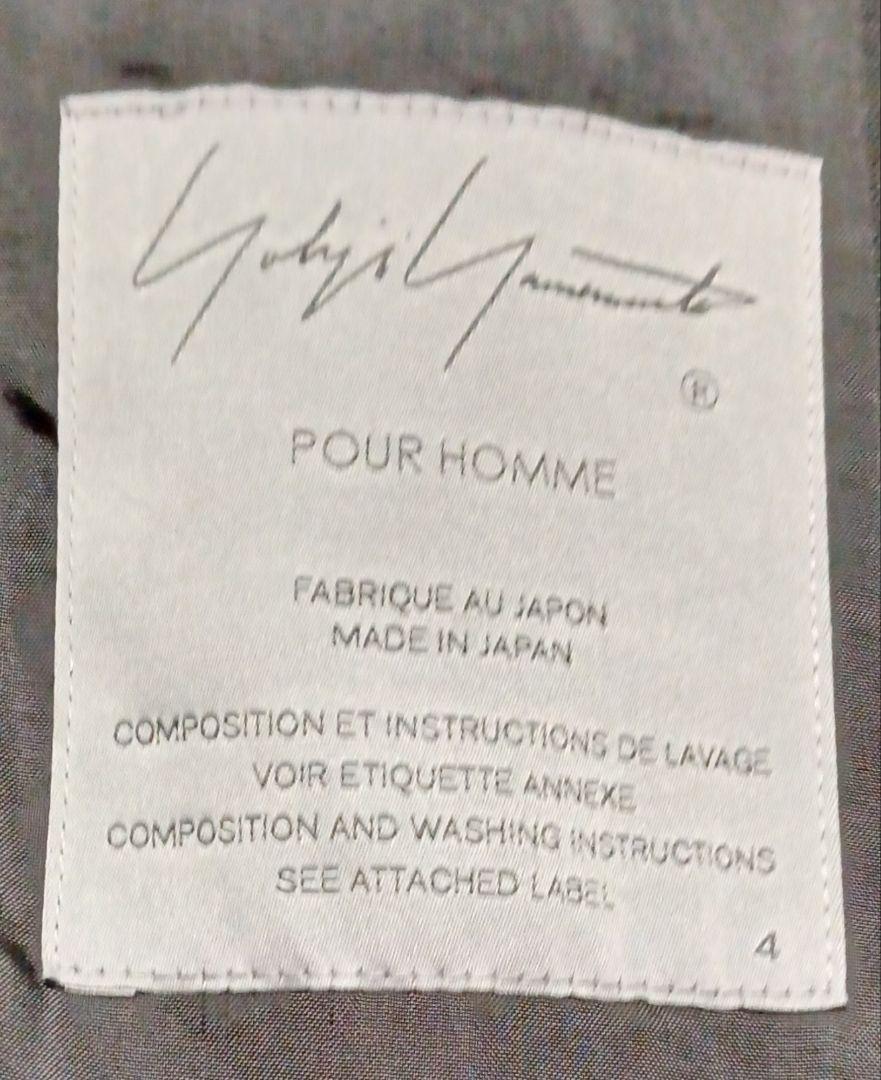 Yohji Yamamoto
®
POUR HOMME
FABRIQUE AU JAPON
MADE IN JAPAN
COMPOSITION ET INSTRUCTIONS DE LAVAGE
VOIR ETIQUETTE ANNEXE
COMPOSITION AND WASHING INSTRUCTIONS
SEE ATTACHED LABEL
4